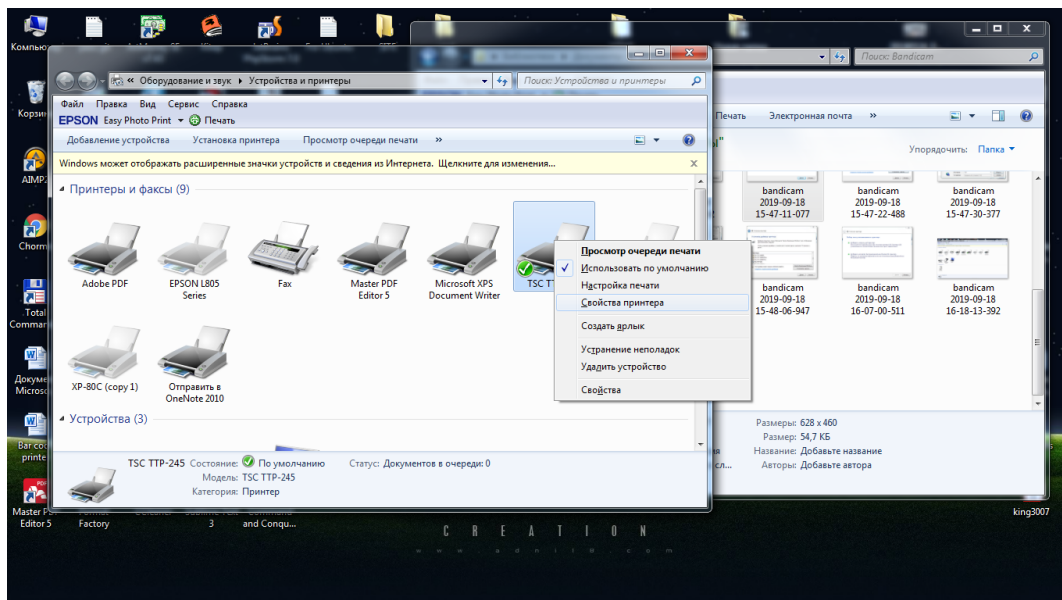 Компью
Корзин
AIMP2
Chorm
Total
Comman
Докуме
Microso
Bar cod
printe
Master P
Editor 5
Factory
3
and Conqu...
« Оборудование и звук ▸ Устройства и принтеры
Поиск: Устройства и принтеры
Файл Правка Вид Сервис Справка
EPSON Easy Photo Print Печать
Добавление устройства Установка принтера Просмотр очереди печати »
Windows может отображать расширенные значки устройств и сведения из Интернета. Щелкните для изменения... x
Принтеры и факсы (9)
Adobe PDF
EPSON L805
Series
Fax
Master PDF
Editor 5
Microsoft XPS
Document Writer
TSC T
XP-80C (copy 1)
Отправить в
OneNote 2010
Устройства (3)
TSC TTP-245 Состояние: По умолчанию Статус: Документов в очереди: 0
Модель: TSC TTP-245
Категория: Принтер
Просмотр очереди печати
Использовать по умолчанию
Настройка печати
Свойства принтера
Создать ярлык
Устранение неполадок
Удалить устройство
Свойства
Поиск: Bandicam
Печать Электронная почта »
Упорядочить: Папка
bandicam
2019-09-18
15-47-11-077
bandicam
2019-09-18
15-47-22-488
bandicam
2019-09-18
15-47-30-377
bandicam
2019-09-18
15-48-06-947
bandicam
2019-09-18
16-07-00-511
bandicam
2019-09-18
16-18-13-392
Размеры: 628 x 460
Размер: 54,7 КБ
Название: Добавьте название
Авторы: Добавьте автора
king3007
CREATION